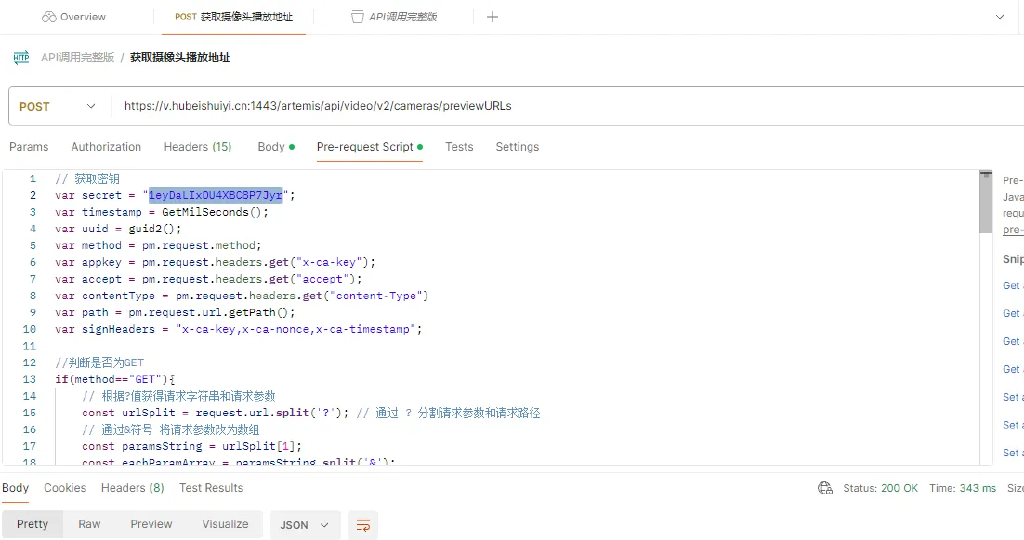 Overview
POST 获取摄像头播放地址
API调用完整版
HTTP API调用完整版 / 获取摄像头播放地址
POST https://v.hubeishuiyi.cn:1443/artemis/api/video/v2/cameras/previewURLs
Params Authorization Headers (15) Body Pre-request Script Tests Settings
1 // 获取密钥
2 var secret = "1eyDaLIxOU4XBC8P7Jyr";
3 var timestamp = GetMilSeconds();
4 var uuid = guid2();
5 var method = pm.request.method;
6 var appkey = pm.request.headers.get("x-ca-key");
7 var accept = pm.request.headers.get("accept");
8 var contentType = pm.request.headers.get("content-Type")
9 var path = pm.request.url.getPath();
10 var signHeaders = "x-ca-key,x-ca-nonce,x-ca-timestamp";
11
12 //判断是否为GET
13 if(method=="GET"){
14 // 根据?值获得请求字符串和请求参数
15 const urlSplit = request.url.split('?'); // 通过 ? 分割请求参数和请求路径
16 // 通过&符号 将请求参数改为数组
17 const paramsString = urlSplit[1];
18 const eachParamArray = paramsString.split('&');
Pre-
Java
requ
pre-
Snip
Get a
Get
Get
Get a
Set a
Set a
Set a
Body Cookies Headers (8) Test Results Status: 200 OK Time: 343 ms Size
Pretty Raw Preview Visualize JSON